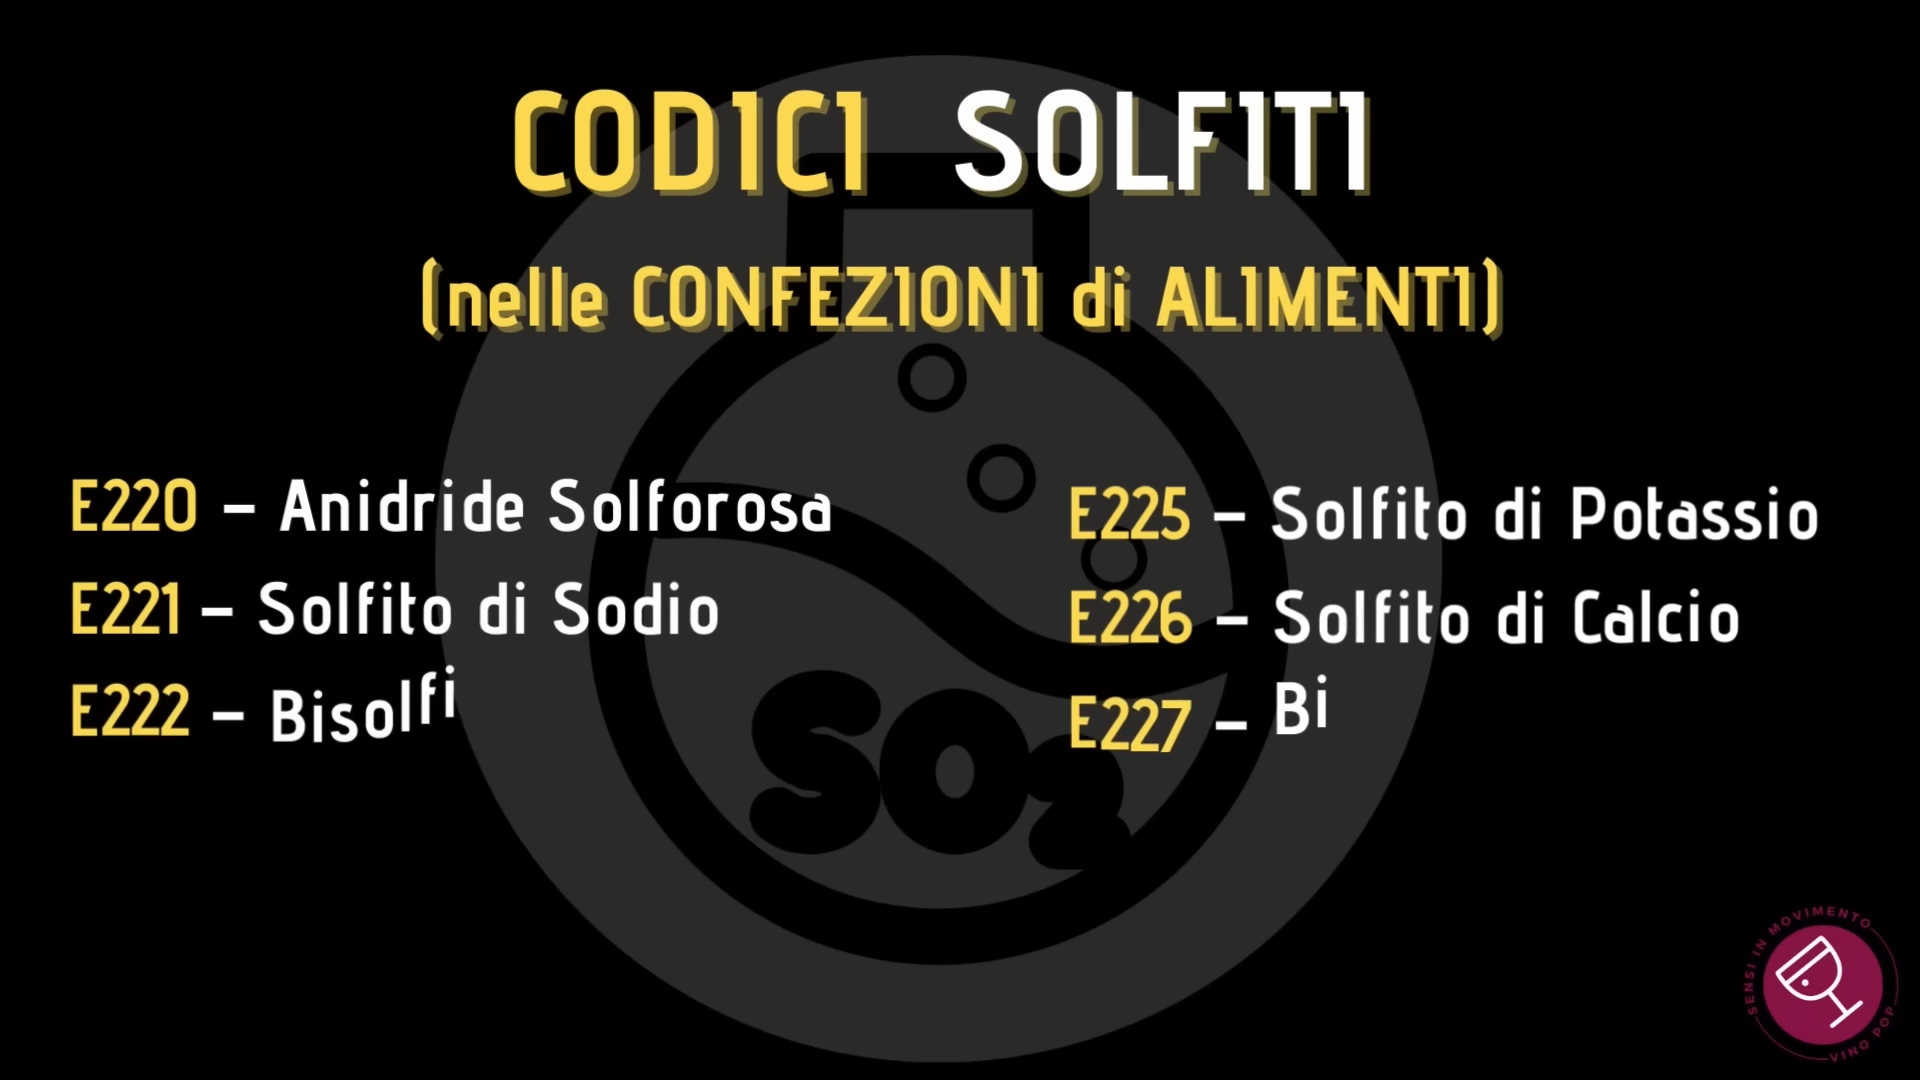 CODICI SOLFITI
(nelle CONFEZIONI di ALIMENTI)
E220 – Anidride Solforosa
E221 – Solfito di Sodio
E222 – Bisolfi
E225 – Solfito di Potassio
E226 – Solfito di Calcio
E227 – Bi
SO2
SENSI IN MOVIMENTO
VINO POP